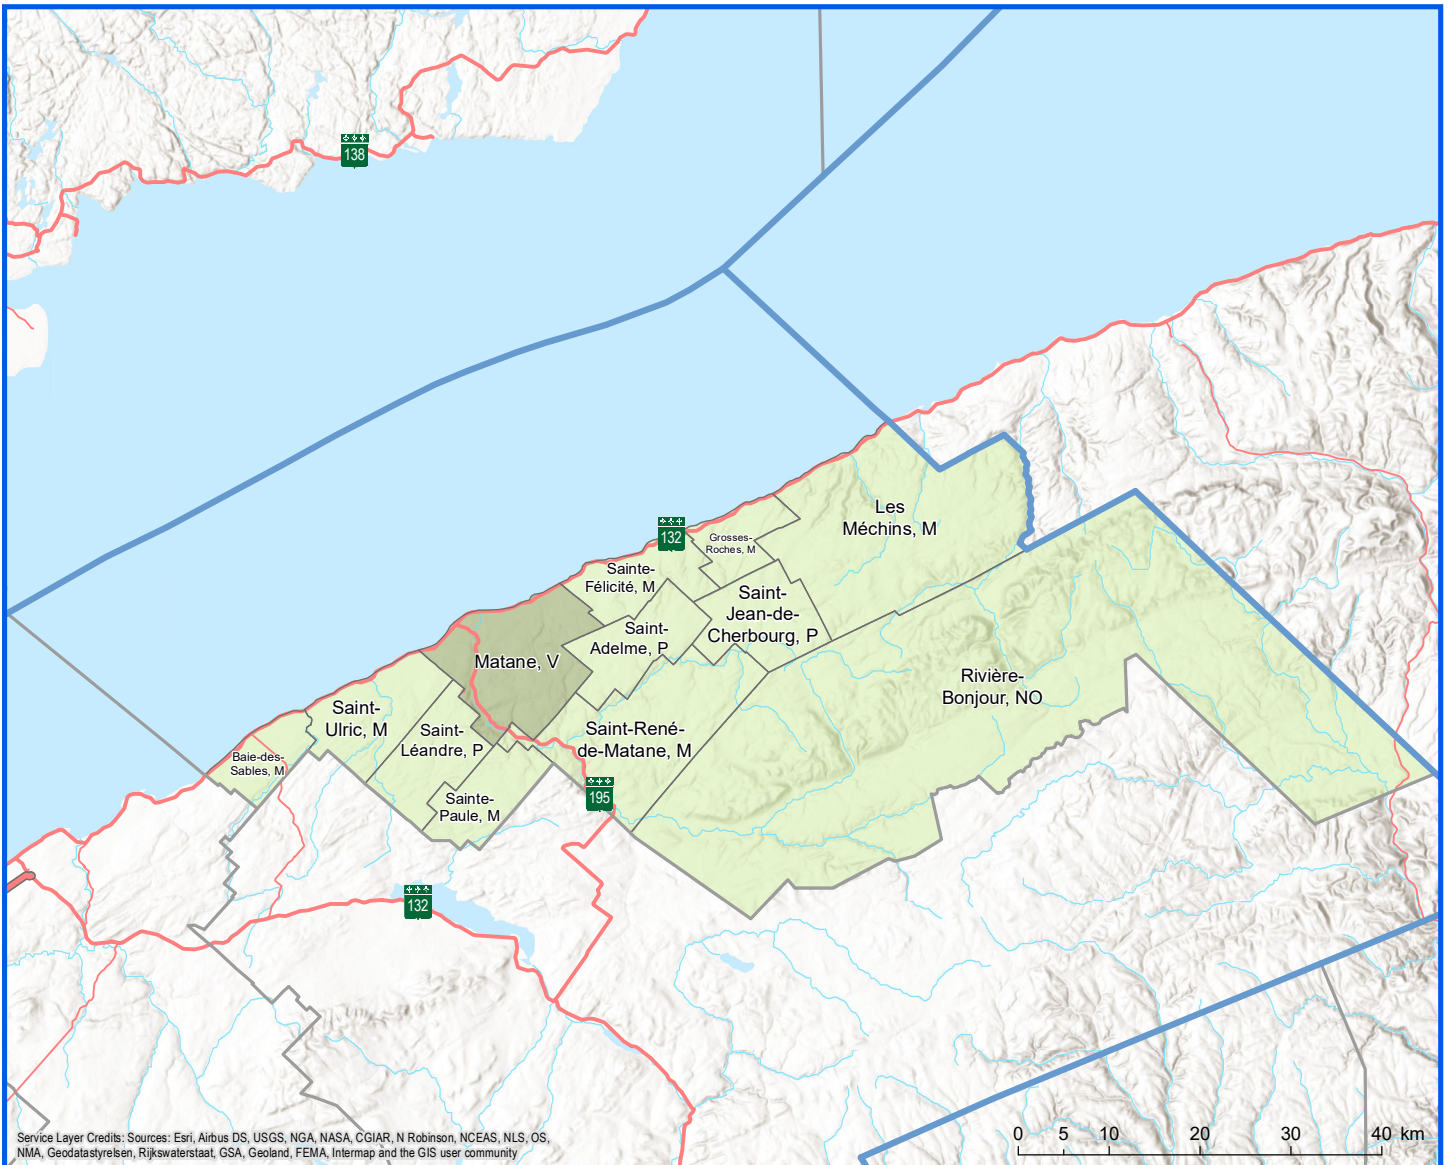 138
Les
Méchins, M
132
Grosses-
Roches, M
Sainte-
Félicité, M
Saint-
Jean-de-
Cherbourg, P
Saint-
Adelme, P
Matane, V
Rivière-
Bonjour, NO
Saint-
Ulric, M
Saint-
Léandre, P
Saint-René-
de-Matane, M
Baie-des-
Sables, M
Sainte-
Paule, M
195
132
Service Layer Credits: Sources: Esri, Airbus DS, USGS, NGA, NASA, CGIAR, N Robinson, NCEAS, NLS, OS,
NMA, Geodatastyrelsen, Rijkswaterstaat, GSA, Geoland, FEMA, Intermap and the GIS user community
0 5 10 20 30 40 km